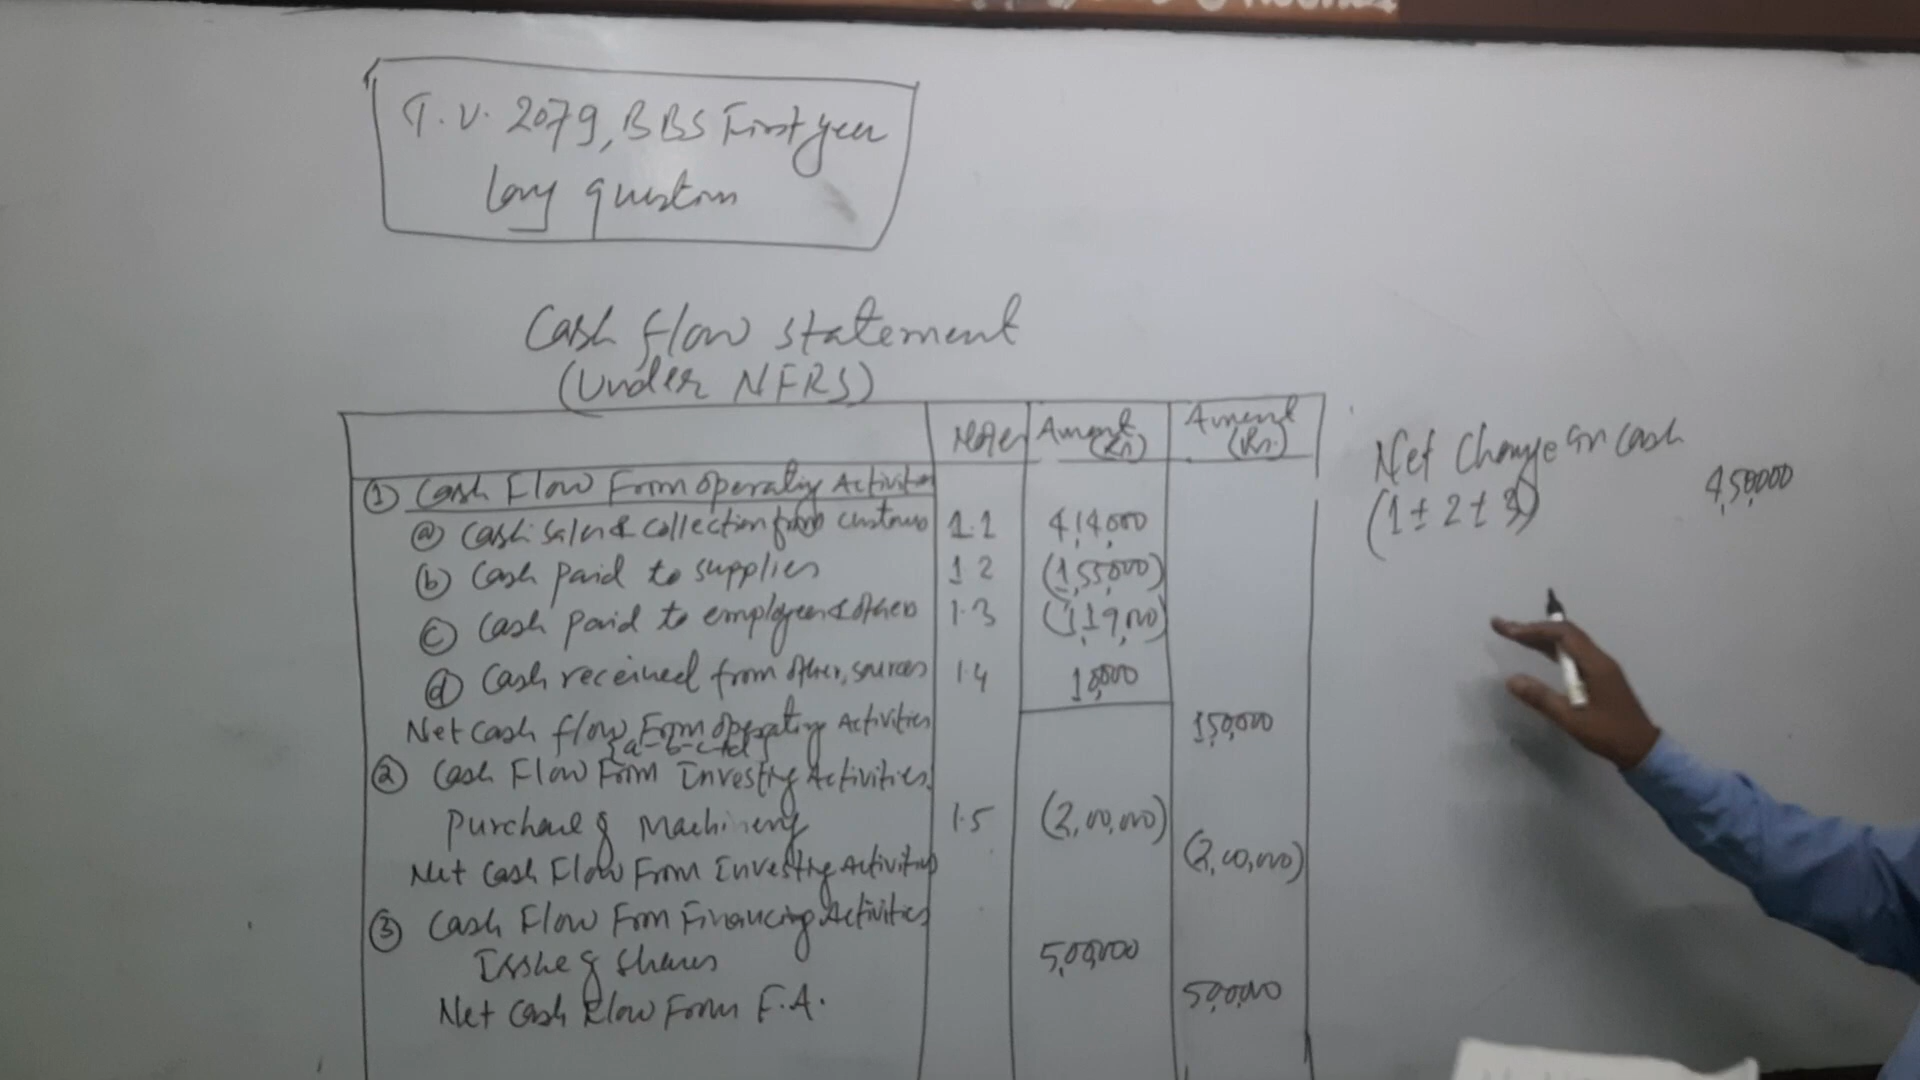 T.U. 2079, BBS First year
Long question
Cash flow statement
(Under NFRS)
Notes Amount (Rs) Amount (Rs.)
① Cash Flow From operating Activities
ⓐ Cash sales & collection from customers 1.1 4,14,000
ⓑ Cash paid to supplies 1.2 (1,55,000)
ⓒ Cash paid to employees & others 1.3 (1,19,000)
ⓓ Cash received from other sources 1.4 10,000
Net cash flow From operating Activities 1,50,000
(a-b-c+d)
② Cash Flow From Investing Activities.
Purchase of Machinery 1.5 (2,00,000)
Net Cash Flow From Investing Activities (2,00,000)
③ Cash Flow From Financing Activities
Issue of Shares 5,00,000
Net Cash Flow From F.A. 5,00,000
Net Change in cash
(1 ± 2 ± 3) 4,50,000